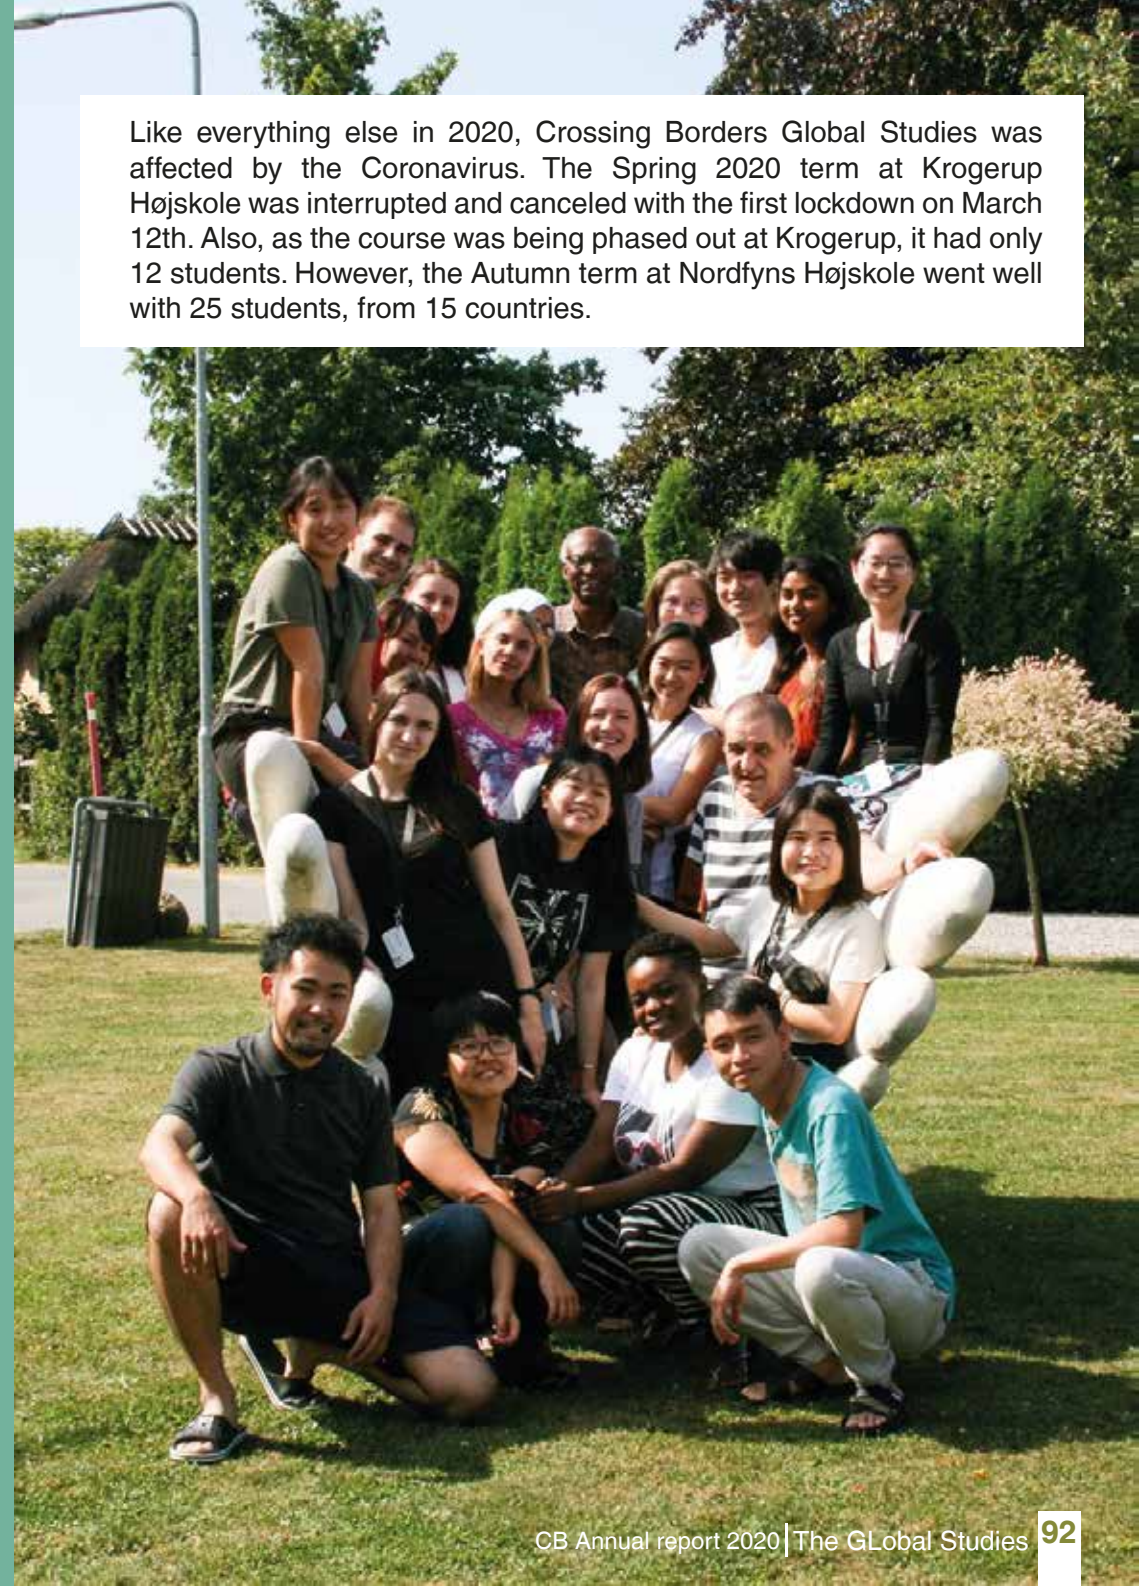 Like everything else in 2020, Crossing Borders Global Studies was
affected by the Coronavirus. The Spring 2020 term at Krogerup
Højskole was interrupted and canceled with the first lockdown on March
12th. Also, as the course was being phased out at Krogerup, it had only
12 students. However, the Autumn term at Nordfyns Højskole went well
with 25 students, from 15 countries.
CB Annual report 2020 | The GLobal Studies 92